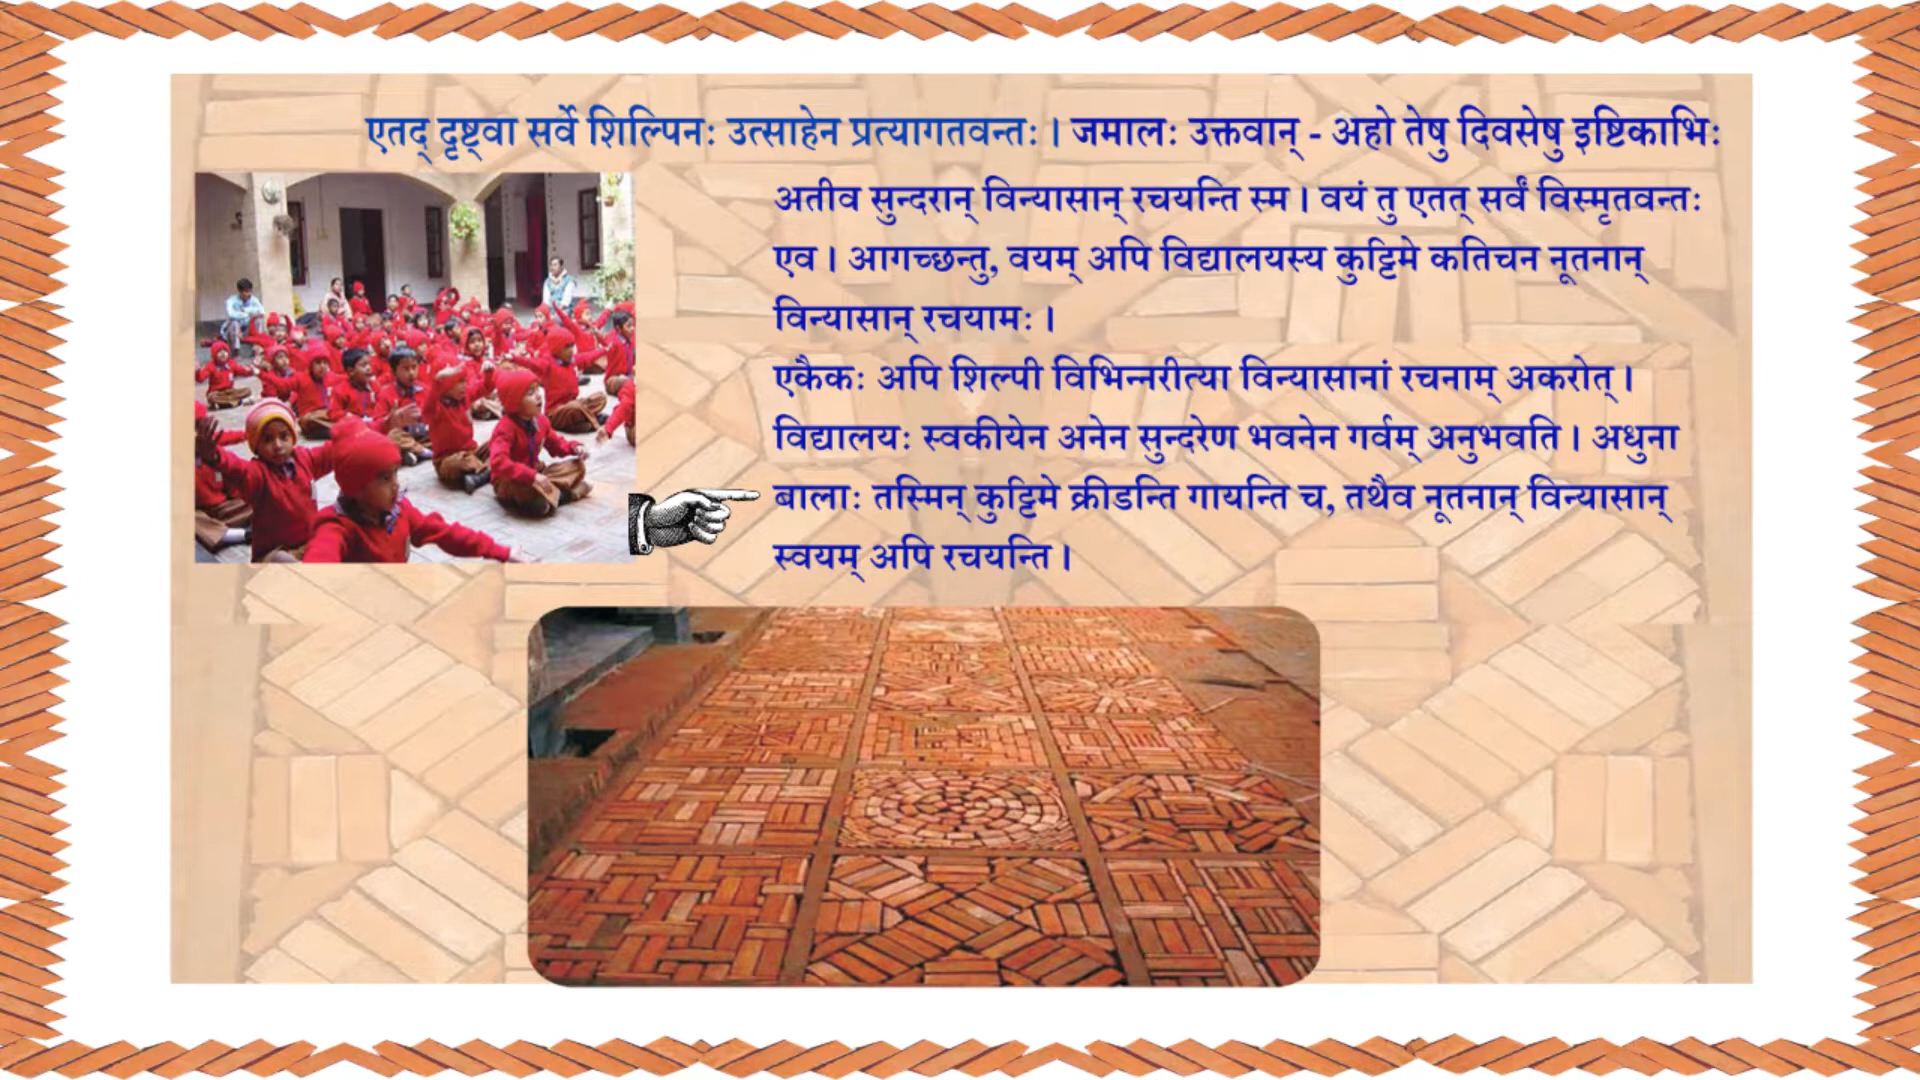 एतद् दृष्ट्वा सर्वे शिल्पिनः उत्साहेन प्रत्यागतवन्तः । जमालः उक्तवान् - अहो तेषु दिवसेषु इष्टिकाभिः
अतीव सुन्दरान् विन्यासान् रचयन्ति स्म । वयं तु एतत् सर्वं विस्मृतवन्तः
एव । आगच्छन्तु, वयम् अपि विद्यालयस्य कुट्टिमे कतिचन नूतनान्
विन्यासान् रचयामः ।
एकैकः अपि शिल्पी विभिन्नरीत्या विन्यासानां रचनाम् अकरोत् ।
विद्यालयः स्वकीयेन अनेन सुन्दरेण भवनेन गर्वम् अनुभवति । अधुना
बालाः तस्मिन् कुट्टिमे क्रीडन्ति गायन्ति च, तथैव नूतनान् विन्यासान्
स्वयम् अपि रचयन्ति ।